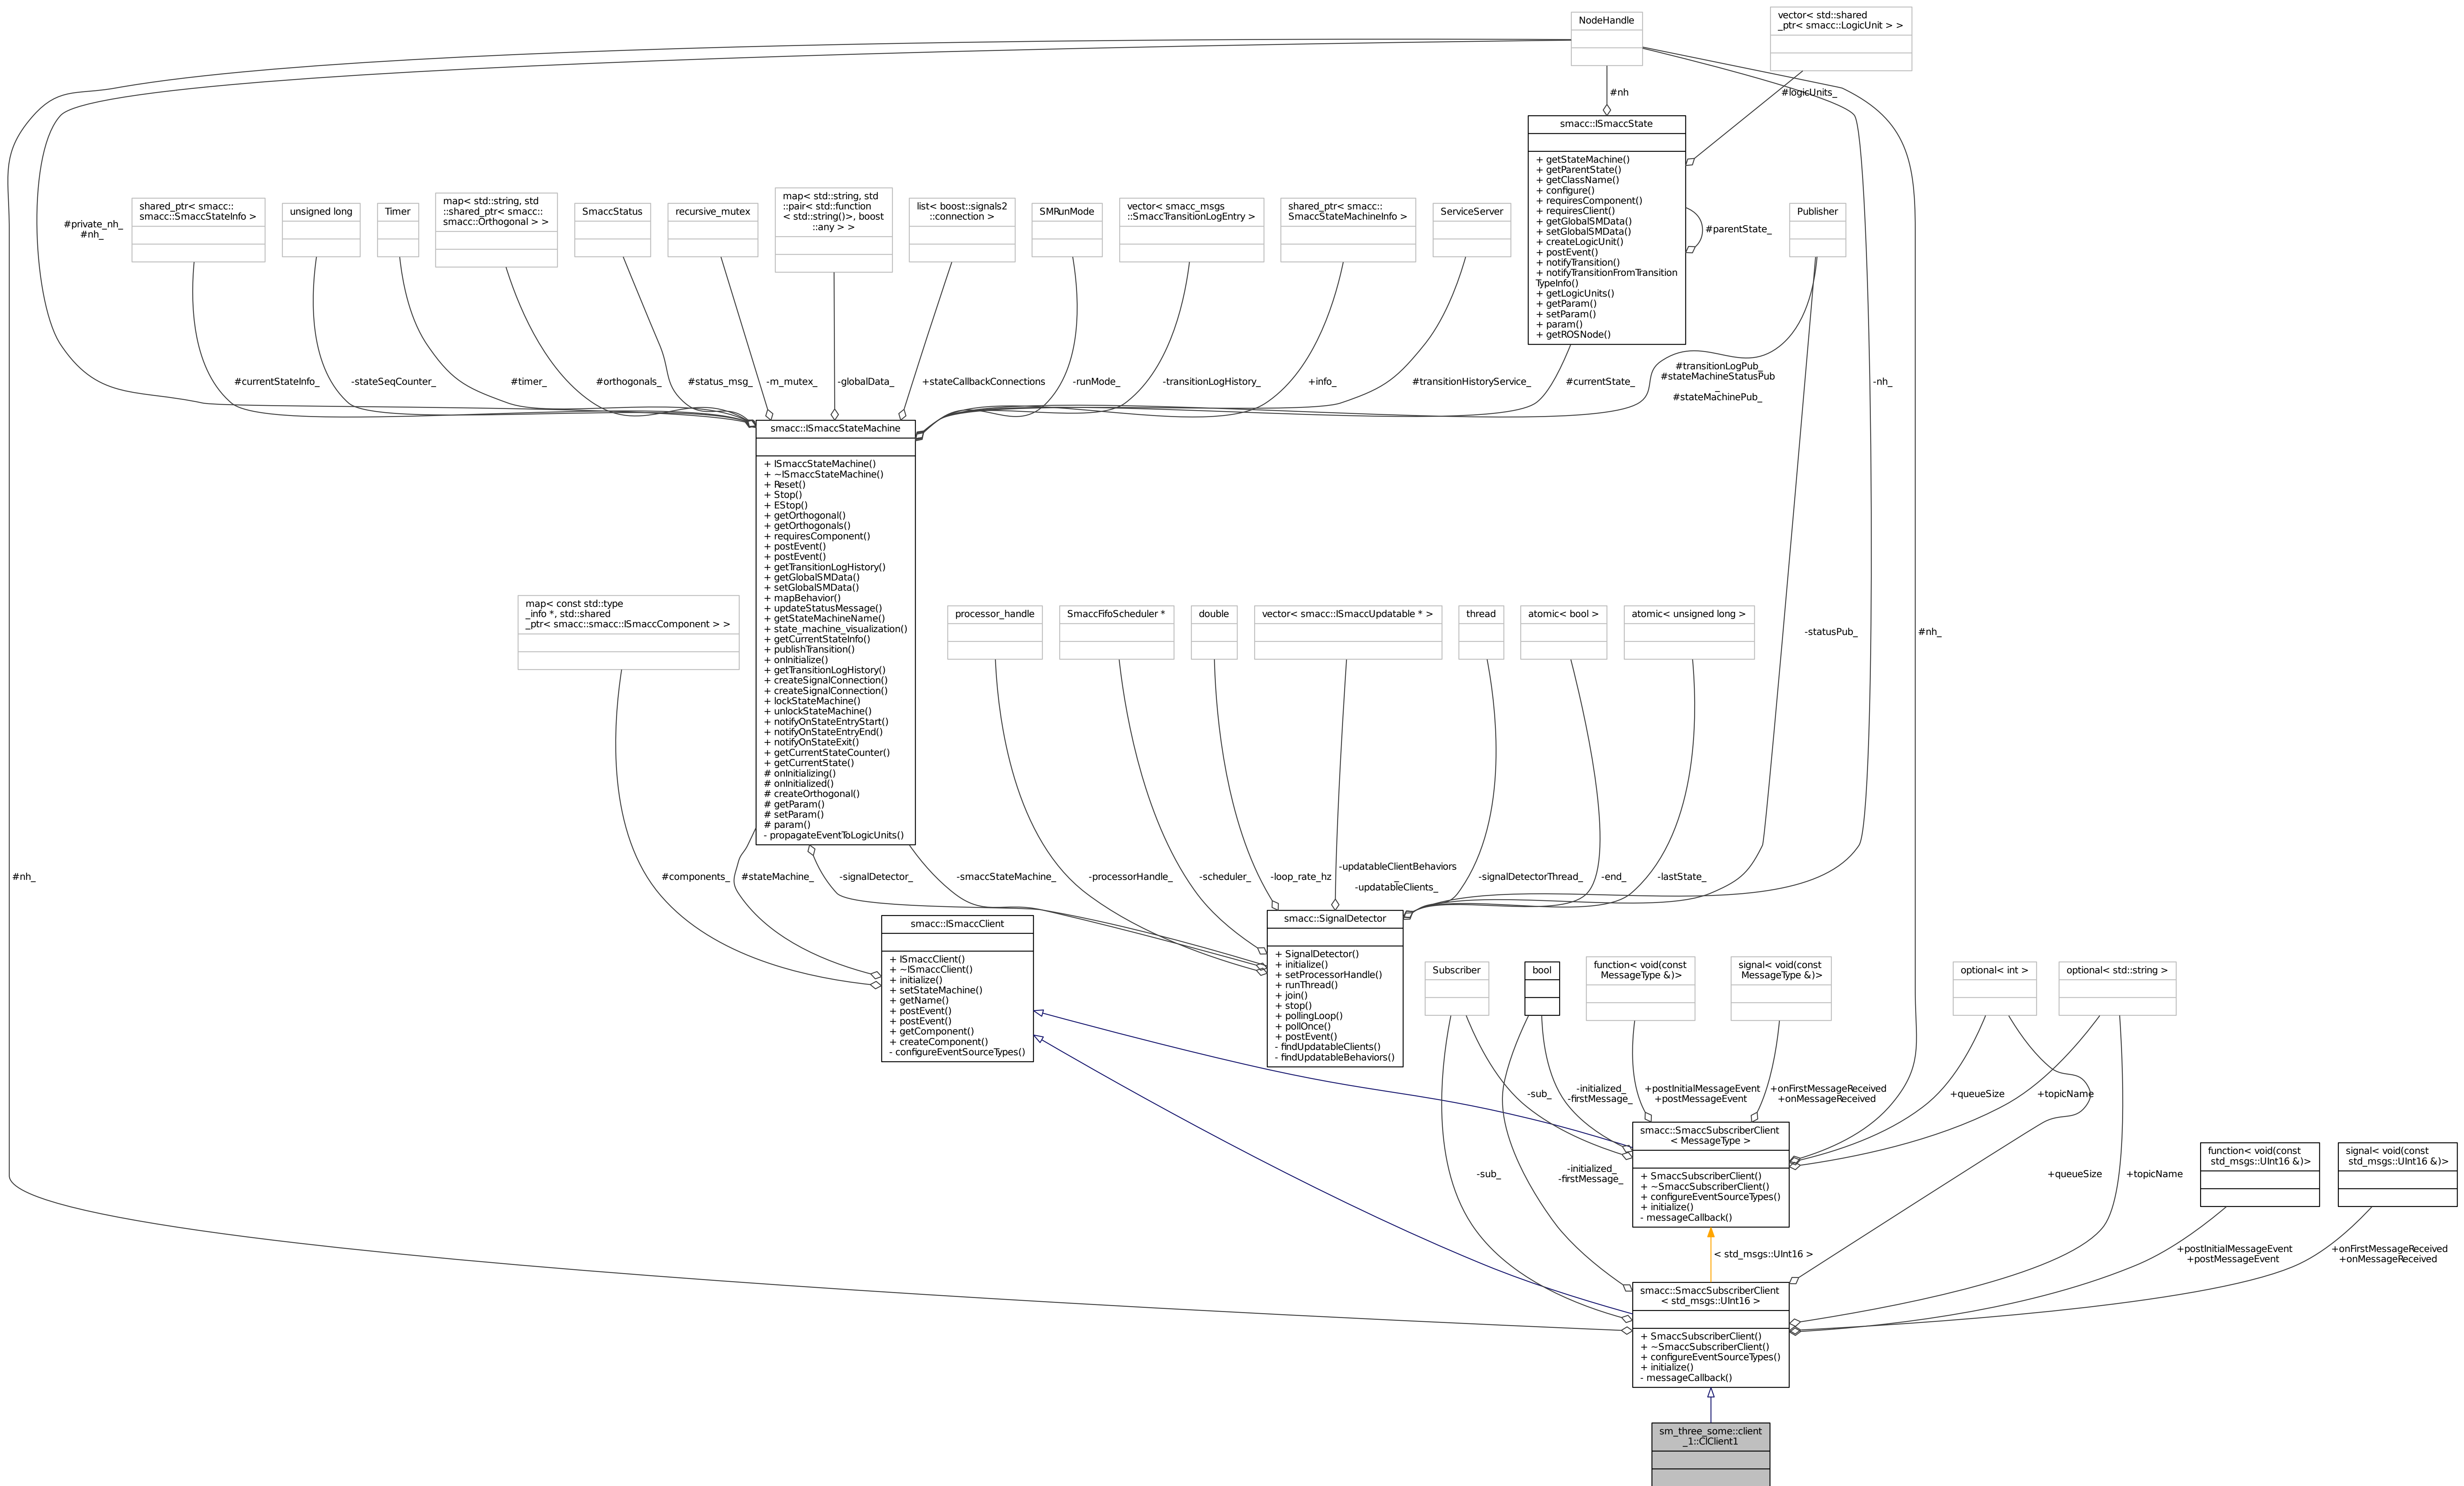 NodeHandle
vector< std::shared
_ptr< smacc::LogicUnit > >
#nh
#logicUnits_
smacc::ISmaccState
+ getStateMachine()
+ getParentState()
+ getClassName()
+ configure()
+ requiresComponent()
+ requiresClient()
+ getGlobalSMData()
+ setGlobalSMData()
+ createLogicUnit()
+ postEvent()
+ notifyTransition()
+ notifyTransitionFromTransition
TypeInfo()
+ getLogicUnits()
+ getParam()
+ setParam()
+ param()
+ getROSNode()
#parentState_
#private_nh_
#nh_
shared_ptr< smacc::
smacc::SmaccStateInfo >
unsigned long
Timer
map< std::string, std
::shared_ptr< smacc::
smacc::Orthogonal > >
SmaccStatus
recursive_mutex
map< std::string, std
::pair< std::function
< std::string()>, boost
::any > >
list< boost::signals2
::connection >
SMRunMode
vector< smacc_msgs
::SmaccTransitionLogEntry >
shared_ptr< smacc::
SmaccStateMachineInfo >
ServiceServer
Publisher
#currentStateInfo_
-stateSeqCounter_
#timer_
#orthogonals_
#status_msg_
-m_mutex_
-globalData_
+stateCallbackConnections
-runMode_
-transitionLogHistory_
+info_
#transitionHistoryService_
#currentState_
#transitionLogPub_
#stateMachineStatusPub
_
#stateMachinePub_
-nh_
smacc::ISmaccStateMachine
+ ISmaccStateMachine()
+ ~ISmaccStateMachine()
+ Reset()
+ Stop()
+ EStop()
+ getOrthogonal()
+ getOrthogonals()
+ requiresComponent()
+ postEvent()
+ postEvent()
+ getTransitionLogHistory()
+ getGlobalSMData()
+ setGlobalSMData()
+ mapBehavior()
+ updateStatusMessage()
+ getStateMachineName()
+ state_machine_visualization()
+ getCurrentStateInfo()
+ publishTransition()
+ onInitialize()
+ getTransitionLogHistory()
+ createSignalConnection()
+ createSignalConnection()
+ lockStateMachine()
+ unlockStateMachine()
+ notifyOnStateEntryStart()
+ notifyOnStateEntryEnd()
+ notifyOnStateExit()
+ getCurrentStateCounter()
+ getCurrentState()
# onInitializing()
# onInitialized()
# createOrthogonal()
# getParam()
# setParam()
# param()
- propagateEventToLogicUnits()
map< const std::type
_info *, std::shared
_ptr< smacc::smacc::ISmaccComponent > >
processor_handle
SmaccFifoScheduler *
double
vector< smacc::ISmaccUpdatable * >
thread
atomic< bool >
atomic< unsigned long >
-statusPub_
#nh_
#nh_
#components_
#stateMachine_
-signalDetector_
-smaccStateMachine_
-processorHandle_
-scheduler_
-loop_rate_hz
-updatableClientBehaviors
_
-updatableClients_
-signalDetectorThread_
-end_
-lastState_
smacc::ISmaccClient
+ ISmaccClient()
+ ~ISmaccClient()
+ initialize()
+ setStateMachine()
+ getName()
+ postEvent()
+ postEvent()
+ getComponent()
+ createComponent()
- configureEventSourceTypes()
smacc::SignalDetector
+ SignalDetector()
+ initialize()
+ setProcessorHandle()
+ runThread()
+ join()
+ stop()
+ pollingLoop()
+ pollOnce()
+ postEvent()
- findUpdatableClients()
- findUpdatableBehaviors()
Subscriber
bool
function< void(const
MessageType &)>
signal< void(const
MessageType &)>
optional< int >
optional< std::string >
-sub_
-initialized_
-firstMessage_
+postInitialMessageEvent
+postMessageEvent
+onFirstMessageReceived
+onMessageReceived
+queueSize
+topicName
smacc::SmaccSubscriberClient
< MessageType >
+ SmaccSubscriberClient()
+ ~SmaccSubscriberClient()
+ configureEventSourceTypes()
+ initialize()
- messageCallback()
function< void(const
std_msgs::UInt16 &)>
signal< void(const
std_msgs::UInt16 &)>
-sub_
-initialized_
-firstMessage_
+queueSize
+topicName
< std_msgs::UInt16 >
+postInitialMessageEvent
+postMessageEvent
+onFirstMessageReceived
+onMessageReceived
smacc::SmaccSubscriberClient
< std_msgs::UInt16 >
+ SmaccSubscriberClient()
+ ~SmaccSubscriberClient()
+ configureEventSourceTypes()
+ initialize()
- messageCallback()
sm_three_some::client
_1::ClClient1